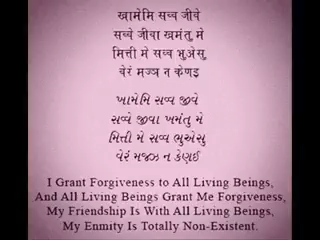 खामेमि सव्व जीवे
सव्वे जीवा खमंतु मे
मित्ती मे सव्व भुएसु
वेरं मज्झ न केणइ
ખામેમિ સવ્વ જીવે
સવ્વે જીવા ખમંતુ મે
મિત્તી મે સવ્વ ભુએસુ
વેરં મજઝ ન કેણઈ
I Grant Forgiveness to All Living Beings,
And All Living Beings Grant Me Forgiveness,
My Friendship Is With All Living Beings,
My Enmity Is Totally Non-Existent.